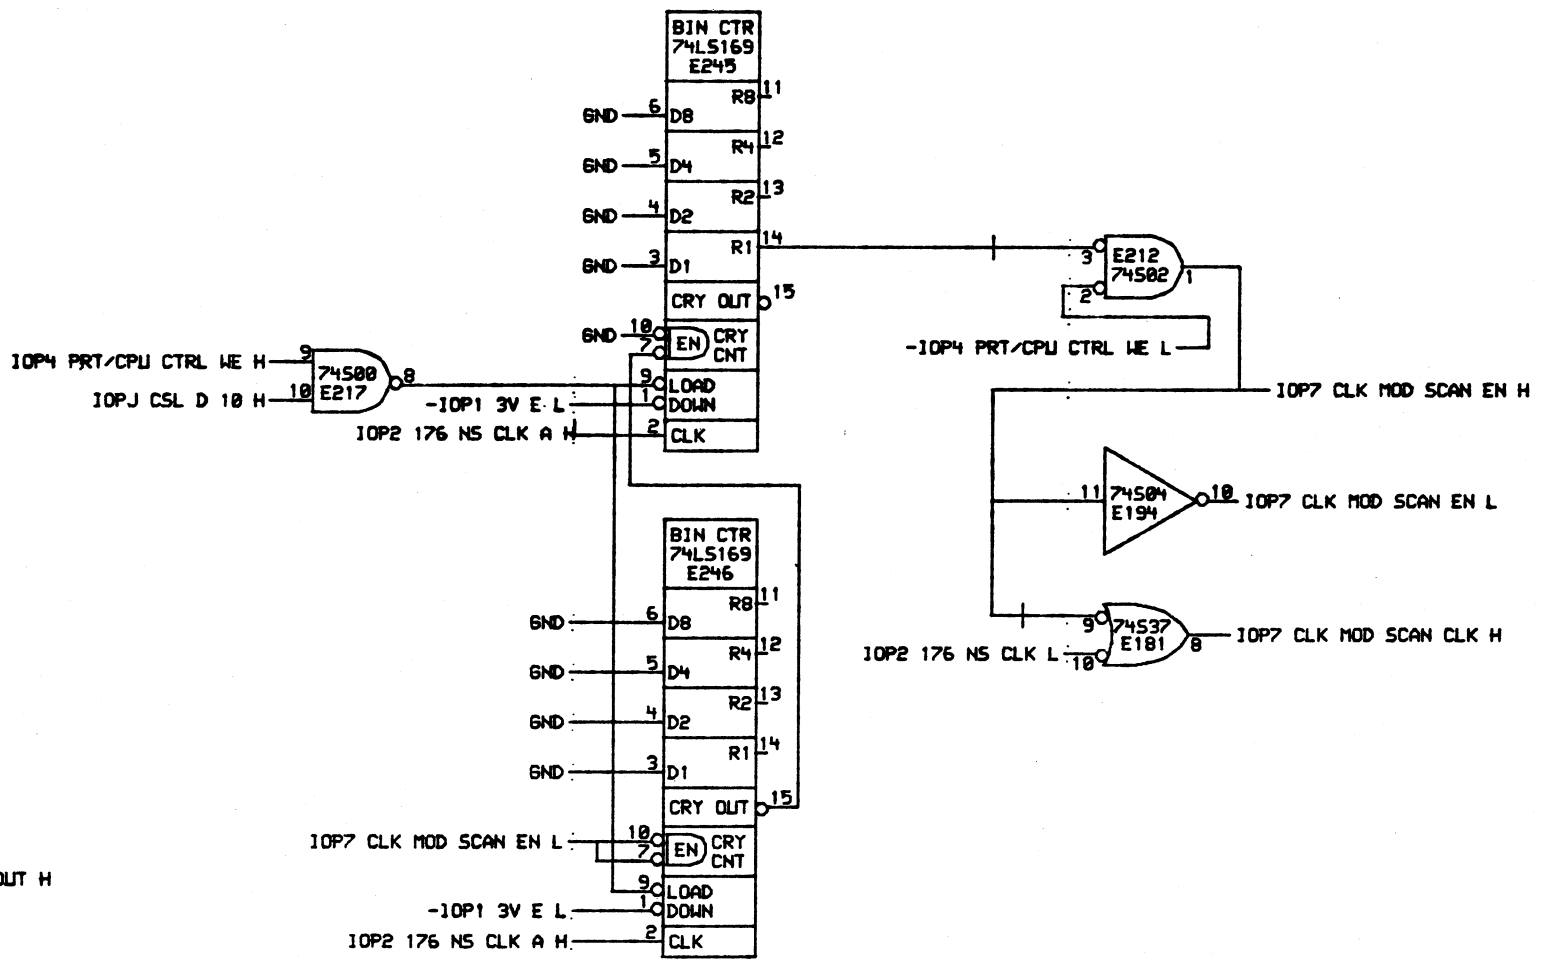 BIN CTR
74LS169
E245
R8 11
GND 6 D8
R4 12
GND 5 D4
R2 13
GND 4 D2
R1 14
GND 3 D1
CRY OUT 15
GND 10 EN CRY
7 CNT
9 LOAD
-IOP1 3V E L 1 DOWN
IOP2 176 NS CLK A H 2 CLK
IOP4 PRT/CPU CTRL WE H 9
74S00
8
IOPJ CSL D 10 H 10
E217
3 E212
74S02
2
1
-IOP4 PRT/CPU CTRL WE L
IOP7 CLK MOD SCAN EN H
11 74S04 10 IOP7 CLK MOD SCAN EN L
E194
9 74S37
E181 8 IOP7 CLK MOD SCAN CLK H
IOP2 176 NS CLK L 10
BIN CTR
74LS169
E246
R8 11
GND 6 D8
R4 12
GND 5 D4
R2 13
GND 4 D2
R1 14
GND 3 D1
CRY OUT 15
IOP7 CLK MOD SCAN EN L 10 EN CRY
7 CNT
9 LOAD
-IOP1 3V E L 1 DOWN
IOP2 176 NS CLK A H 2 CLK
OUT H